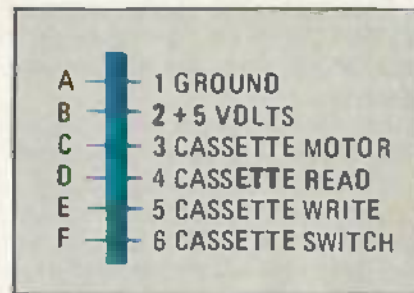 A 1 GROUND
B 2 + 5 VOLTS
C 3 CASSETTE MOTOR
D 4 CASSETTE READ
E 5 CASSETTE WRITE
F 6 CASSETTE SWITCH